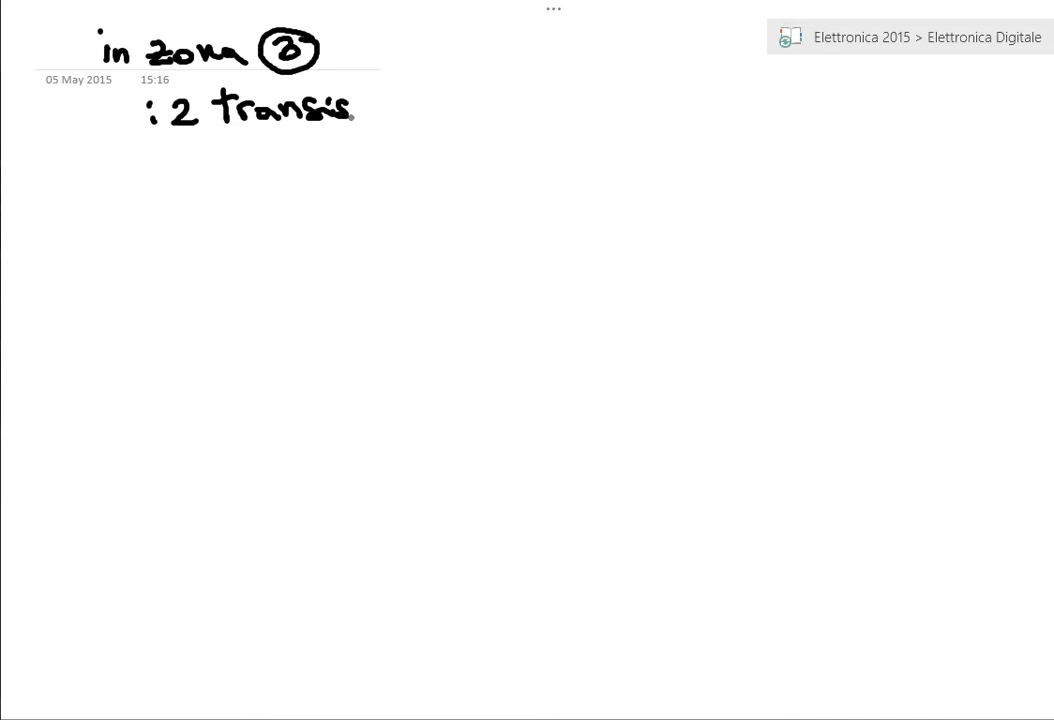 Elettronica 2015 > Elettronica Digitale
in zona 3
05 May 2015 15:16
: 2 transis